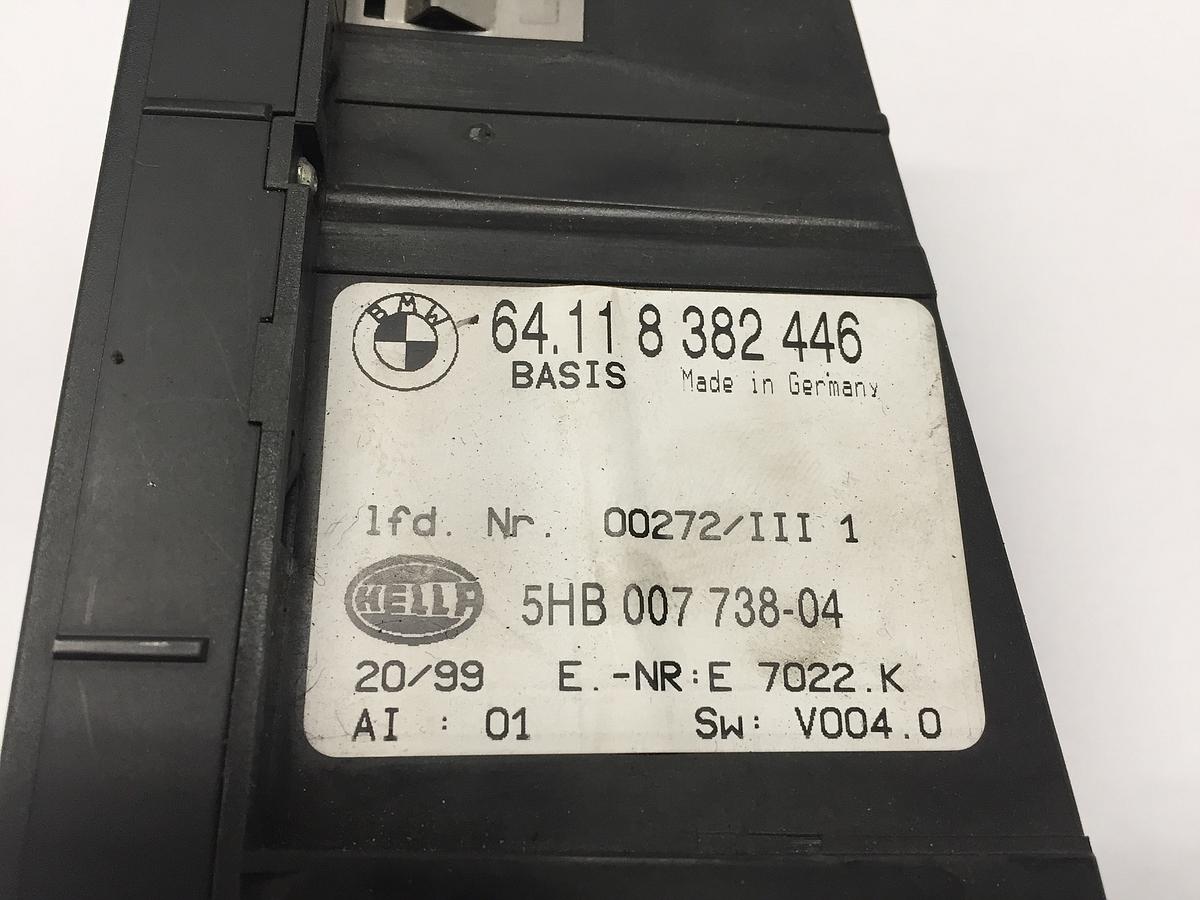 BMW 64.11 8 382 446
BASIS Made in Germany
lfd. Nr. 00272/III 1
HELLA 5HB 007 738-04
20/99 E.-NR:E 7022.K
AI : 01 Sw: V004.0